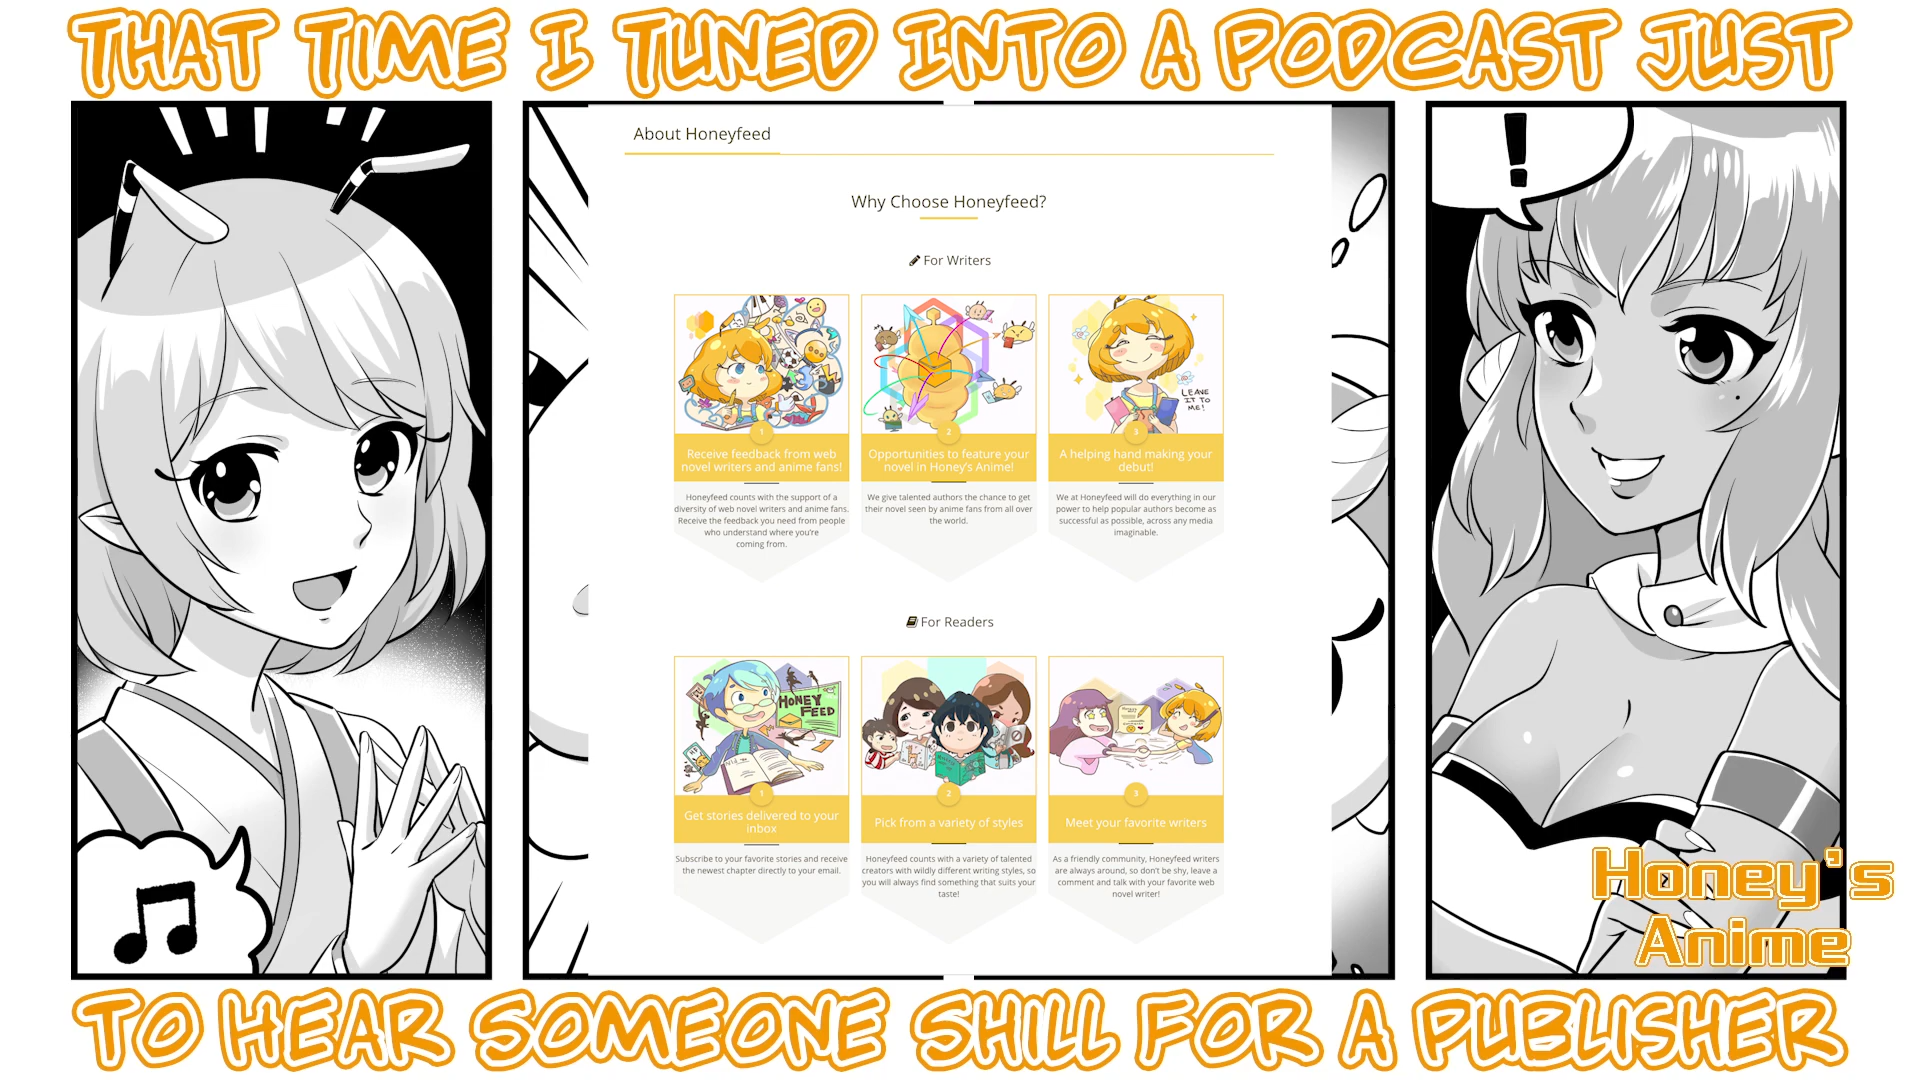 THAT TIME I TUNED INTO A PODCAST JUST
!
About Honeyfeed
Why Choose Honeyfeed?
For Writers
LEAVE
IT TO
ME!
1
Receive feedback from web
novel writers and anime fans!
Honeyfeed counts with the support of a
diversity of web novel writers and anime fans.
Receive the feedback you need from people
who understand where you're
coming from.
2
Opportunities to feature your
novel in Honey's Anime!
We give talented authors the chance to get
their novel seen by anime fans from all over
the world.
3
A helping hand making your
debut!
We at Honeyfeed will do everything in our
power to help popular authors become as
successful as possible, across any media
imaginable.
For Readers
HONEY
FEED
1
Get stories delivered to your
inbox
Subscribe to your favorite stories and receive
the newest chapter directly to your email.
2
Pick from a variety of styles
Honeyfeed counts with a variety of talented
creators with wildly different writing styles, so
you will always find something that suits your
taste!
3
Meet your favorite writers
As a friendly community, Honeyfeed writers
are always around, so don't be shy, leave a
comment and talk with your favorite web
novel writer!
Honey's
Anime
TO HEAR SOMEONE SHILL FOR A PUBLISHER